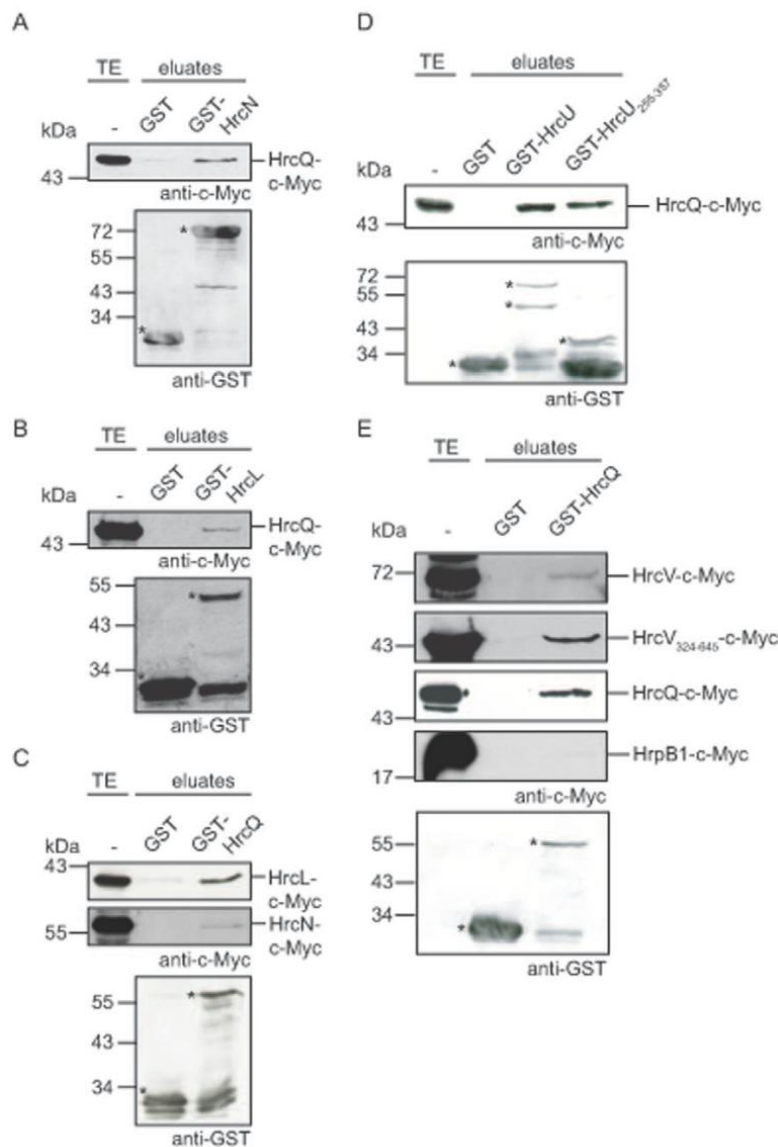 A
TE eluates
kDa - GST GST-HrcN
43
HrcQ-c-Myc
anti-c-Myc
72
55
43
34
*
*
anti-GST
B
TE eluates
kDa - GST GST-HrcL
43
HrcQ-c-Myc
anti-c-Myc
55
43
34
*
*
anti-GST
C
TE eluates
kDa - GST GST-HrcQ
43
HrcL-c-Myc
55
HrcN-c-Myc
anti-c-Myc
55
43
34
*
*
anti-GST
D
TE eluates
- GST GST-HrcU
kDa
43
HrcQ-c-Myc
anti-c-Myc
72
55
43
34
*
*
*
*
anti-GST
E
TE eluates
kDa - GST GST-HrcQ
72
HrcV-c-Myc
43
HrcV324-645-c-Myc
43
HrcQ-c-Myc
17
HrpB1-c-Myc
anti-c-Myc
55
43
34
*
*
anti-GST